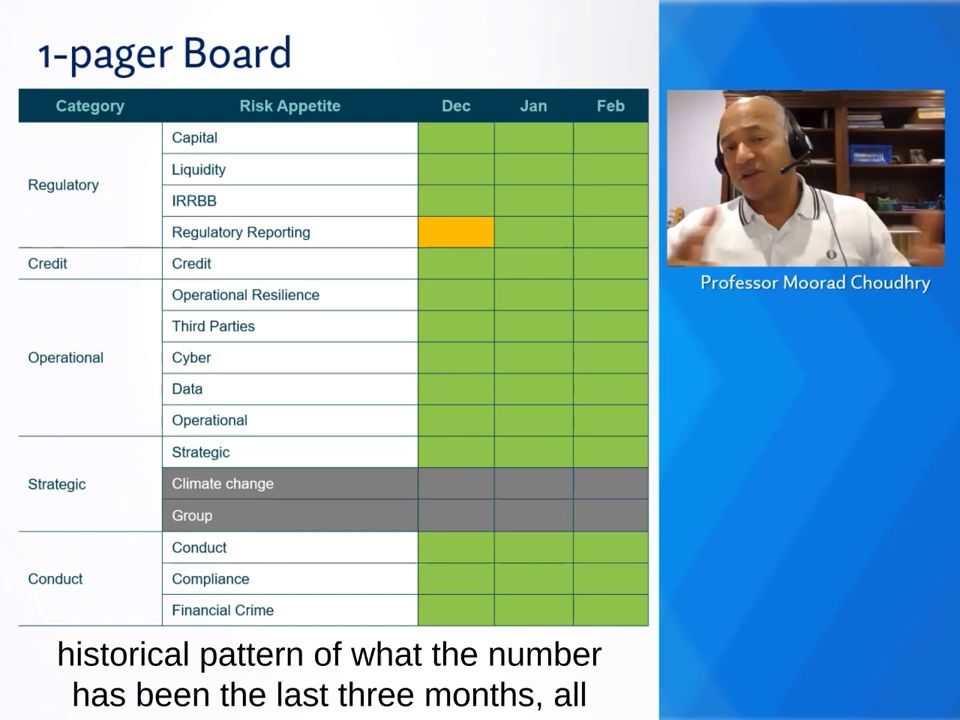 1-pager Board
Category Risk Appetite Dec Jan Feb
Regulatory
Capital
Liquidity
IRRBB
Regulatory Reporting
Credit Credit
Operational
Operational Resilience
Third Parties
Cyber
Data
Operational
Strategic
Strategic
Climate change
Group
Conduct
Conduct
Compliance
Financial Crime
Professor Moorad Choudhry
historical pattern of what the number
has been the last three months, all